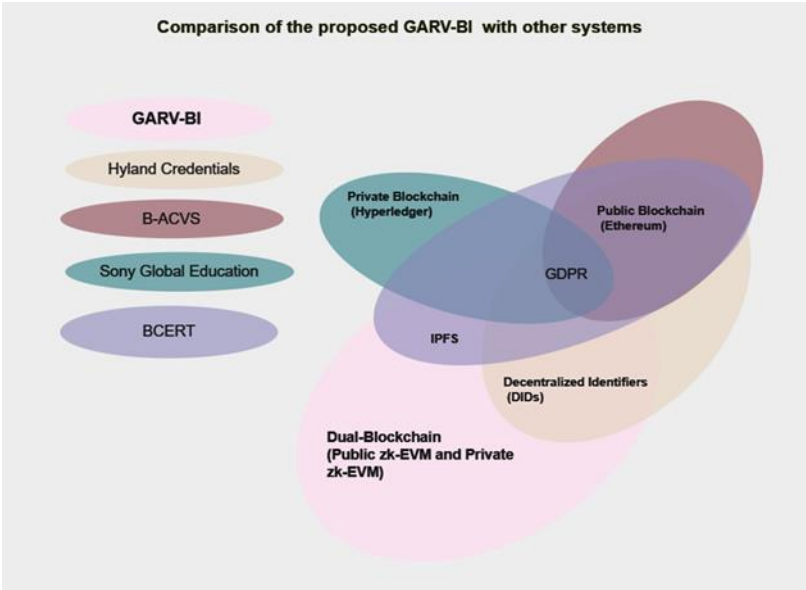 Comparison of the proposed GARV-BI with other systems
GARV-BI
Hyland Credentials
B-ACVS
Sony Global Education
BCERT
Private Blockchain
(Hyperledger)
Public Blockchain
(Ethereum)
GDPR
IPFS
Decentralized Identifiers
(DIDs)
Dual-Blockchain
(Public zk-EVM and Private
zk-EVM)